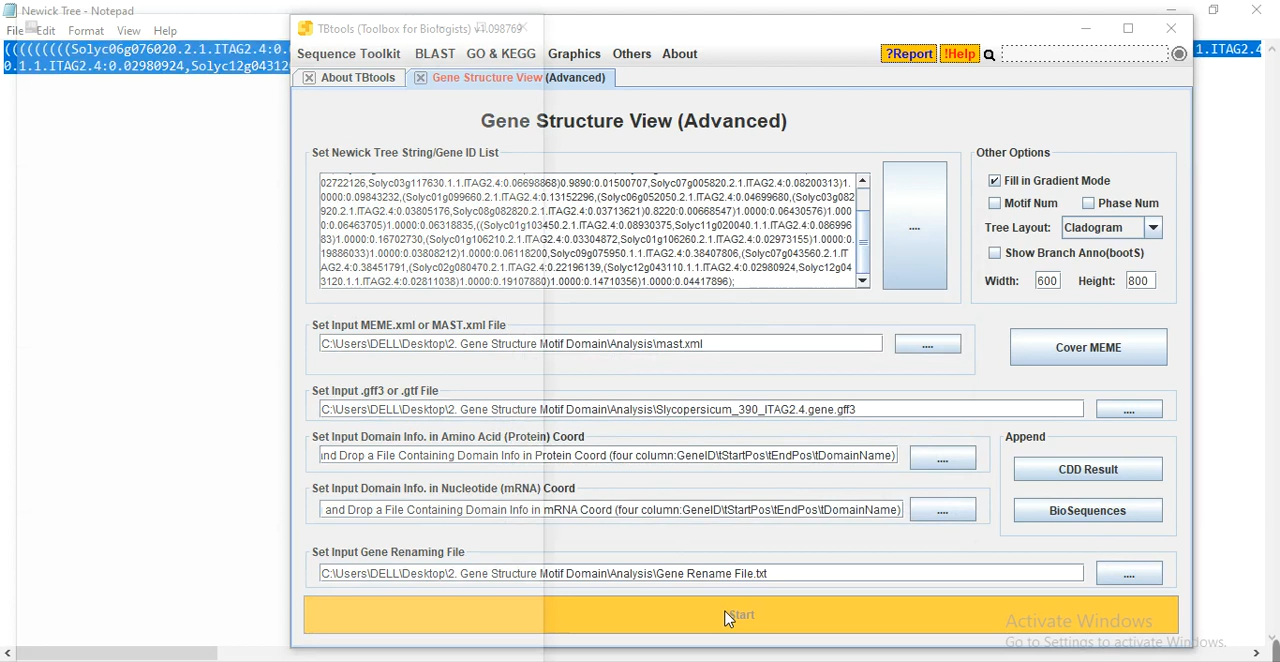 Newick Tree - Notepad
File Edit Format View Help
(((((((((Solyc06g076020.2.1.ITAG2.4:0.
1.ITAG2.4
0.1.1.ITAG2.4:0.02980924,Solyc12g04312
TBtools (Toolbox for Biologists) v1.098769
Sequence Toolkit BLAST GO & KEGG Graphics Others About
?Report !Help
About TBtools Gene Structure View (Advanced)
Gene Structure View (Advanced)
Set Newick Tree String/Gene ID List
02722126,Solyc03g117630.1.1.ITAG2.4:0.06698868)0.9890:0.01500707,Solyc07g005820.2.1.ITAG2.4:0.08200313)1.
0000:0.09843232,(Solyc01g099660.2.1.ITAG2.4:0.13152296,(Solyc06g052050.2.1.ITAG2.4:0.04699680,(Solyc03g082
920.2.1.ITAG2.4:0.03805176,Solyc08g082820.2.1.ITAG2.4:0.03713621)0.8220:0.00668547)1.0000:0.06430576)1.000
0:0.06463705)1.0000:0.06318835,((Solyc01g103450.2.1.ITAG2.4:0.08930375,Solyc11g020040.1.1.ITAG2.4:0.086996
83)1.0000:0.16702730,(Solyc01g106210.2.1.ITAG2.4:0.03304872,Solyc01g106260.2.1.ITAG2.4:0.02973155)1.0000:0.
19886033)1.0000:0.03808212)1.0000:0.06118200,Solyc09g075950.1.1.ITAG2.4:0.38407806,(Solyc07g043560.2.1.IT
AG2.4:0.38451791,(Solyc02g080470.2.1.ITAG2.4:0.22196139,(Solyc12g043110.1.1.ITAG2.4:0.02980924,Solyc12g04
3120.1.1.ITAG2.4:0.02811038)1.0000:0.19107880)1.0000:0.14710356)1.0000:0.04417896);
....
Other Options
Fill in Gradient Mode
Motif Num Phase Num
Tree Layout: Cladogram
Show Branch Anno(bootS)
Width: 600 Height: 800
Set Input MEME.xml or MAST.xml File
C:\Users\DELL\Desktop\2. Gene Structure Motif Domain\Analysis\mast.xml
....
Cover MEME
Set Input .gff3 or .gtf File
C:\Users\DELL\Desktop\2. Gene Structure Motif Domain\Analysis\Slycopersicum_390_ITAG2.4.gene.gff3
....
Set Input Domain Info. in Amino Acid (Protein) Coord
ind Drop a File Containing Domain Info in Protein Coord (four column:GeneID\tStartPos\tEndPos\tDomainName)
....
Append
CDD Result
Set Input Domain Info. in Nucleotide (mRNA) Coord
and Drop a File Containing Domain Info in mRNA Coord (four column:GeneID\tStartPos\tEndPos\tDomainName)
....
BioSequences
Set Input Gene Renaming File
C:\Users\DELL\Desktop\2. Gene Structure Motif Domain\Analysis\Gene Rename File.txt
....
Start
Activate Windows
Go to Settings to activate Windows.